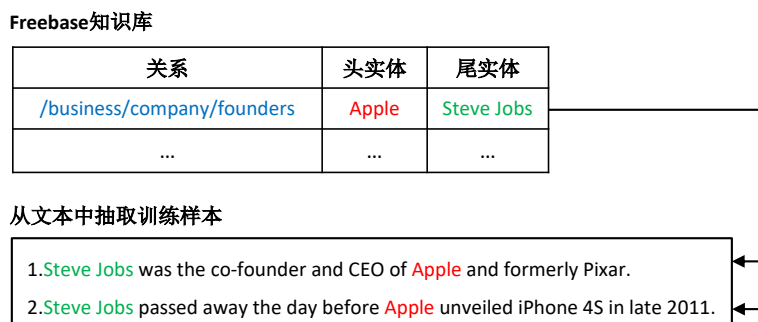 Freebase知识库
关系 头实体 尾实体
/business/company/founders Apple Steve Jobs
... ... ...
从文本中抽取训练样本
1.Steve Jobs was the co-founder and CEO of Apple and formerly Pixar.
2.Steve Jobs passed away the day before Apple unveiled iPhone 4S in late 2011.